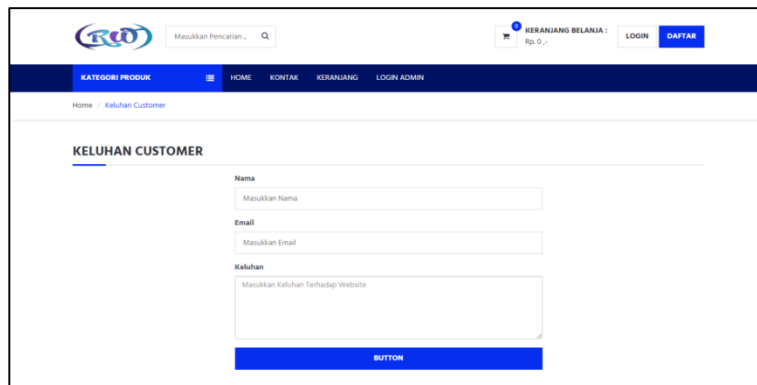 RW
Masukkan Pencarian ..
0
KERANJANG BELANJA :
Rp. 0 ,-
LOGIN
DAFTAR
KATEGORI PRODUK
HOME
KONTAK
KERANJANG
LOGIN ADMIN
Home / Keluhan Customer
KELUHAN CUSTOMER
Nama
Masukkan Nama
Email
Masukkan Email
Keluhan
Masukkan Keluhan Terhadap Website
BUTTON